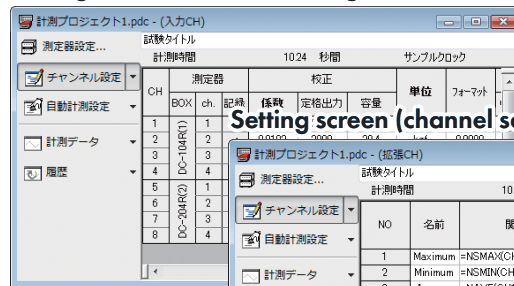 計測プロジェクト1.pdc - (入力CH)
測定器設定...
チャンネル設定
自動計測設定
計測データ
履歴
試験タイトル
計測時間 1024 秒間 サンプルクロック
CH 測定器 校正 単位 フォーマット
BOX ch. 記録 係数 定格出力 容量
1 DC-104R(1) 1
2 2
3 3
4 4
5 DC-204R(2) 1
6 2
7 3
8 4
Setting screen (channel se
計測プロジェクト1.pdc - (拡張CH)
測定器設定...
チャンネル設定
自動計測設定
計測データ
試験タイトル
計測時間 10
NO 名前
1 Maximum =NSMAX(CH
2 Minimum =NSMIN(CH